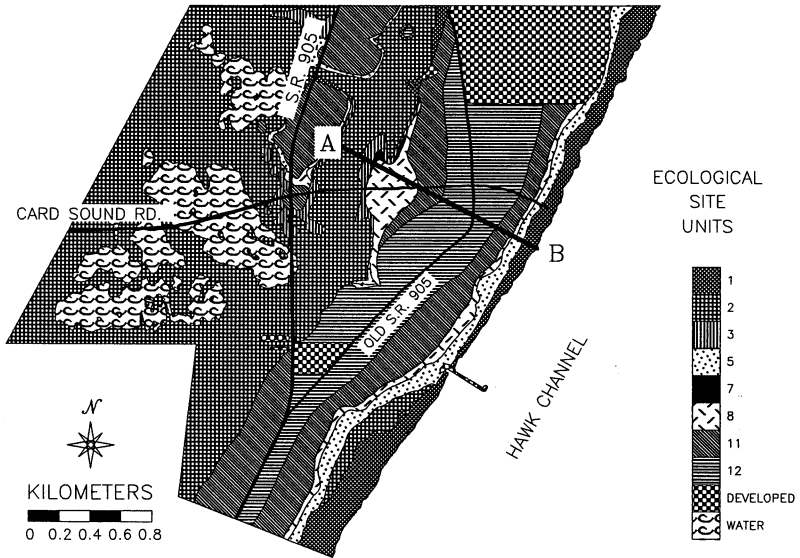 S.R. 905
A
CARD SOUND RD.
B
OLD S.R. 905
HAWK CHANNEL
N
KILOMETERS
0 0.2 0.4 0.6 0.8
ECOLOGICAL
SITE
UNITS
1
2
3
5
7
8
11
12
DEVELOPED
WATER